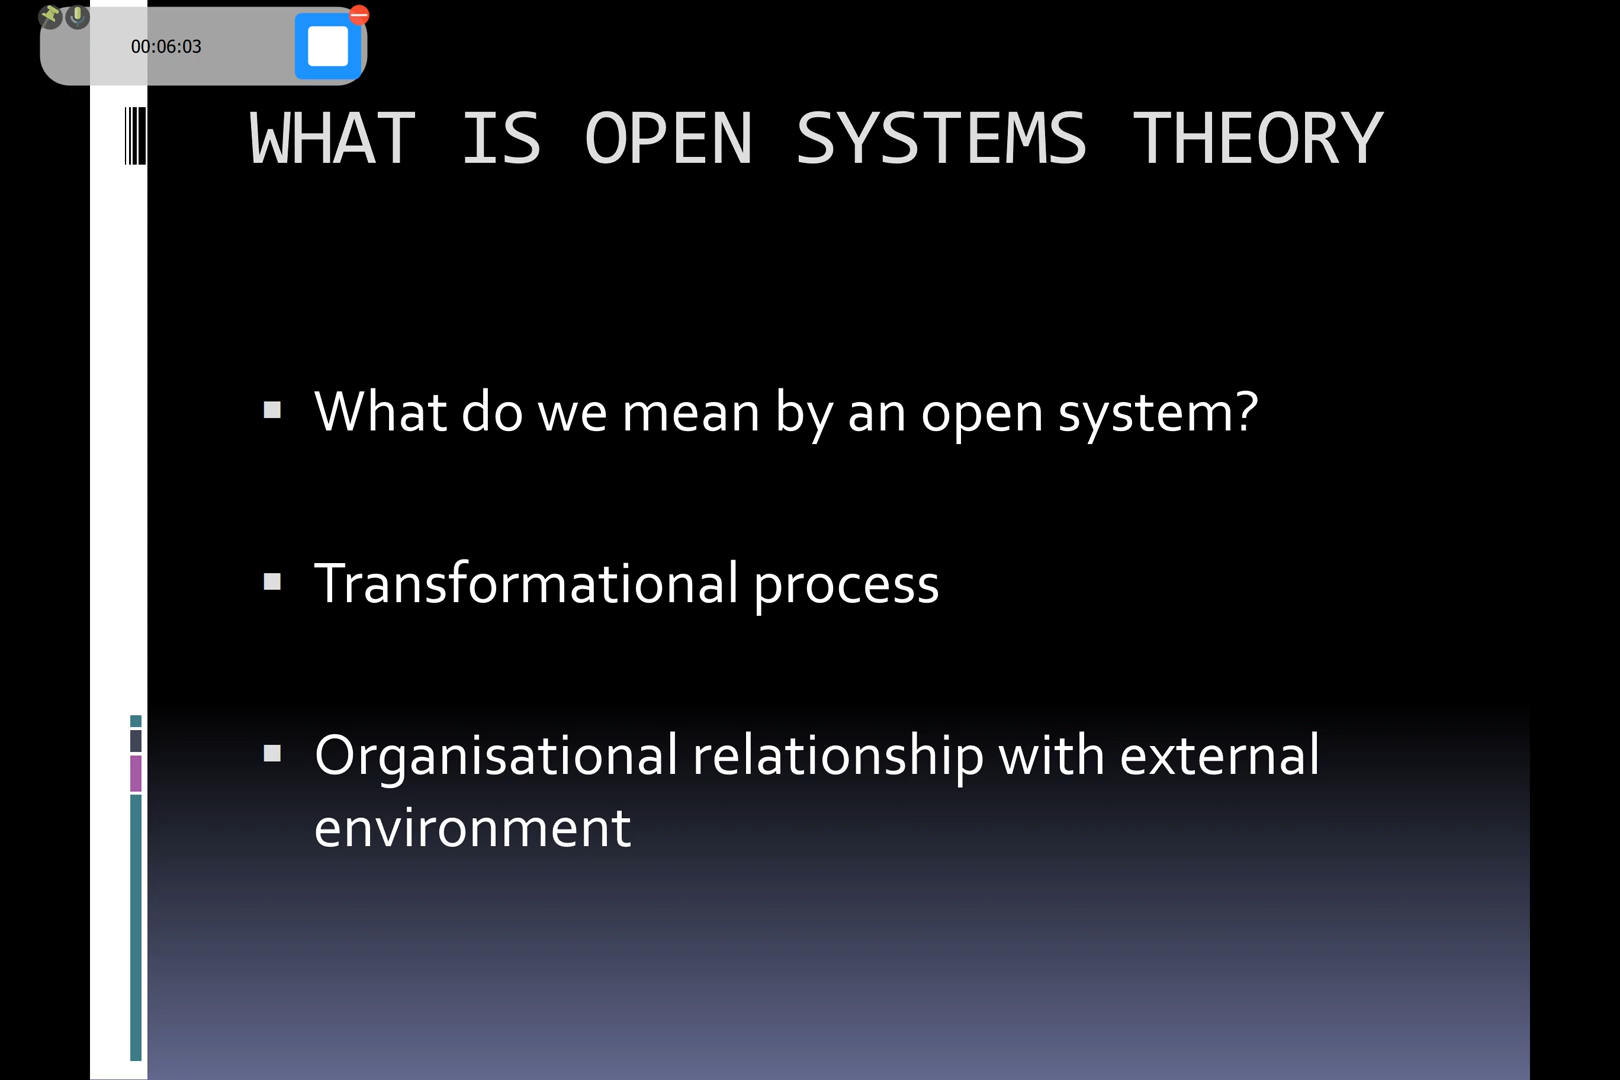 00:06:03
WHAT IS OPEN SYSTEMS THEORY
What do we mean by an open system?
Transformational process
Organisational relationship with external
environment